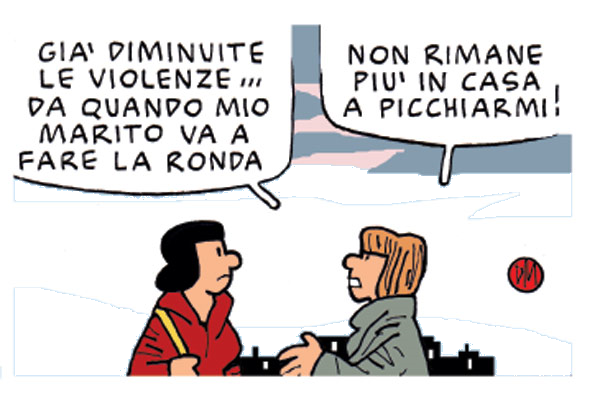 GIA' DIMINUITE
LE VIOLENZE...
DA QUANDO MIO
MARITO VA A
FARE LA RONDA
NON RIMANE
PIU' IN CASA
A PICCHIARMI!